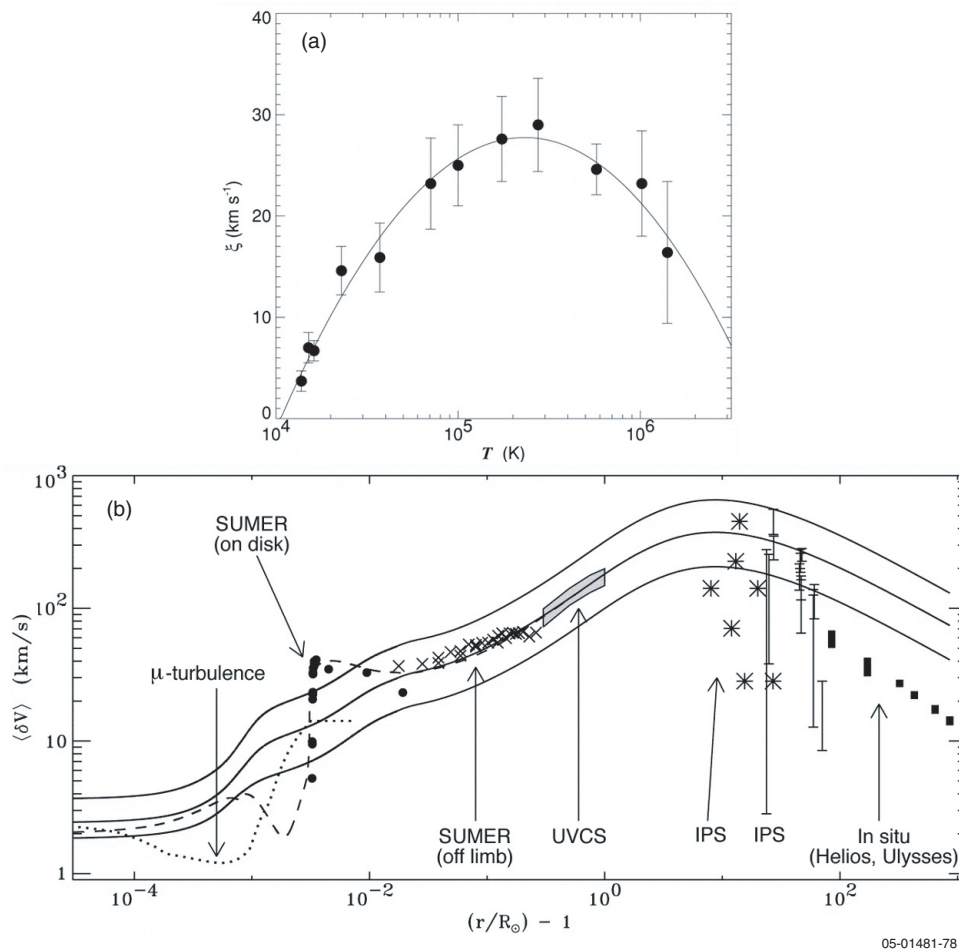 (a)
40
30
20
10
0
ξ (km s⁻¹)
10⁴
10⁵
10⁶
T (K)
(b)
10³
10²
10
1
⟨δV⟩ (km/s)
SUMER
(on disk)
μ-turbulence
SUMER
(off limb)
UVCS
IPS
IPS
In situ
(Helios, Ulysses)
10⁻⁴
10⁻²
10⁰
10²
(r/R☉) − 1
05-01481-78